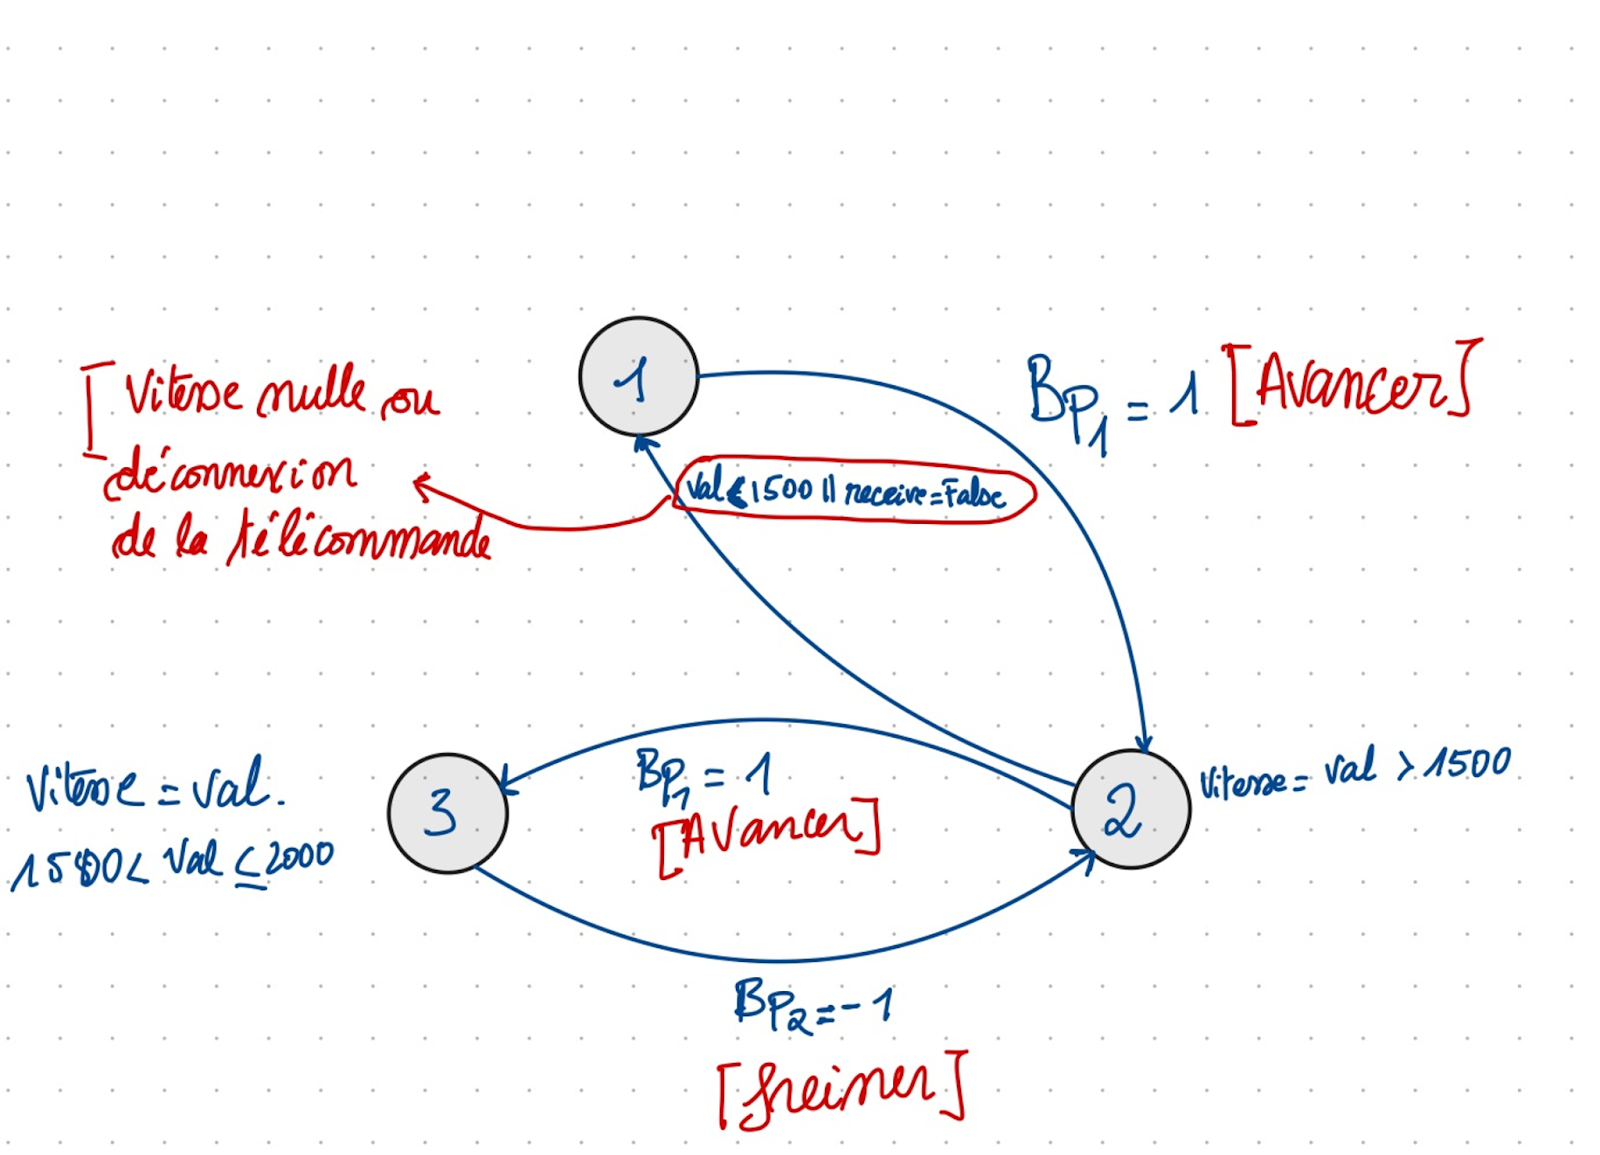 1
BP1 = 1 [Avancer]
[Vitesse nulle ou
déconnexion
de la télécommande
val ≤ 1500 || receive = False
Vitesse = val.
1500 < Val ≤ 2000
3
BP1 = 1
[Avancer]
2
Vitesse = val > 1500
BP2 = -1
[freiner]